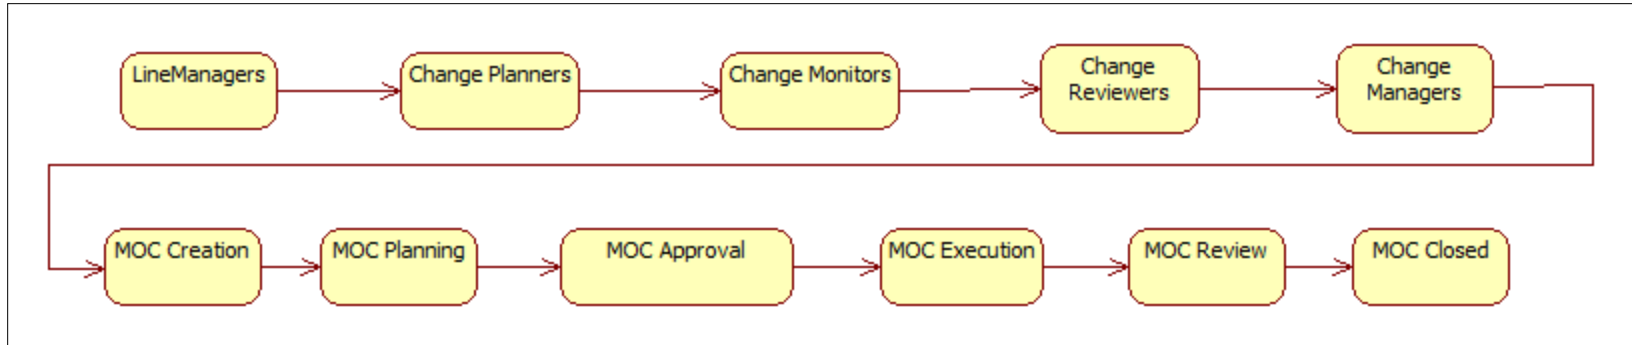 LineManagers
Change Planners
Change Monitors
Change
Reviewers
Change
Managers
MOC Creation
MOC Planning
MOC Approval
MOC Execution
MOC Review
MOC Closed